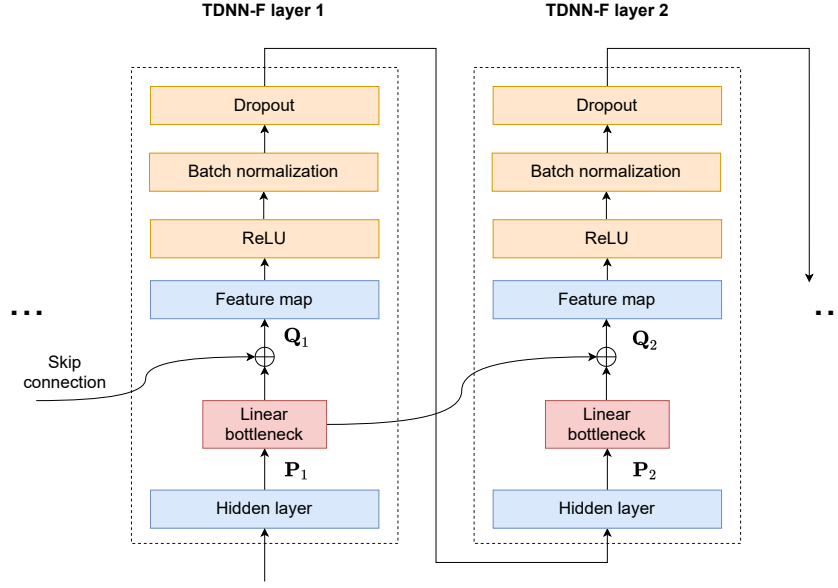 TDNN-F layer 1
TDNN-F layer 2
Dropout
Batch normalization
ReLU
Feature map
Q1
Linear
bottleneck
P1
Hidden layer
...
Skip
connection
Dropout
Batch normalization
ReLU
Feature map
Q2
Linear
bottleneck
P2
Hidden layer
..